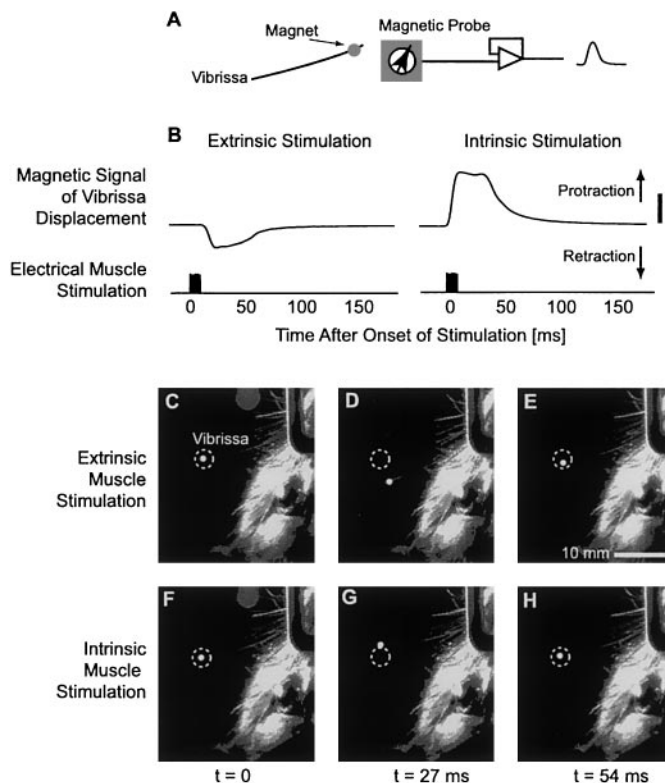 A
Magnet
Magnetic Probe
Vibrissa
B
Extrinsic Stimulation
Intrinsic Stimulation
Magnetic Signal
of Vibrissa
Displacement
Protraction
Retraction
Electrical Muscle
Stimulation
0 50 100 150
0 50 100 150
Time After Onset of Stimulation [ms]
C
D
E
Vibrissa
Extrinsic
Muscle
Stimulation
10 mm
F
G
H
Intrinsic
Muscle
Stimulation
t = 0
t = 27 ms
t = 54 ms